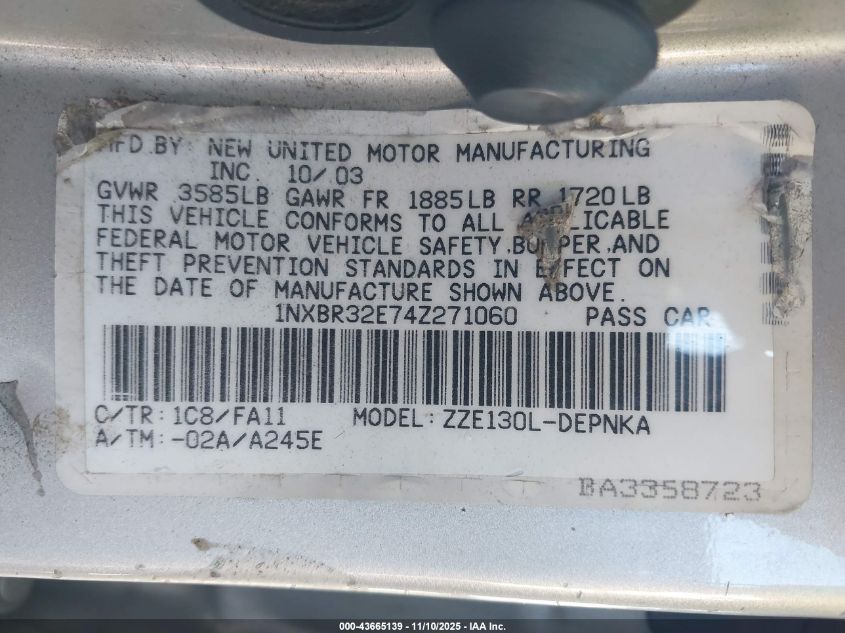 MFD.BY: NEW UNITED MOTOR MANUFACTURING
INC. 10/03
GVWR 3585LB GAWR FR 1885LB RR 1720LB
THIS VEHICLE CONFORMS TO ALL APPLICABLE
FEDERAL MOTOR VEHICLE SAFETY.BUMPER.AND
THEFT PREVENTION STANDARDS IN EFFECT ON
THE DATE OF MANUFACTURE SHOWN ABOVE.
1NXBR32E74Z271060 PASS CAR
C/TR: 1C8/FA11 MODEL: ZZE130L-DEPNKA
A/TM: -02A/A245E
BA3358723
000-43665139 - 11/10/2025 - IAA Inc.